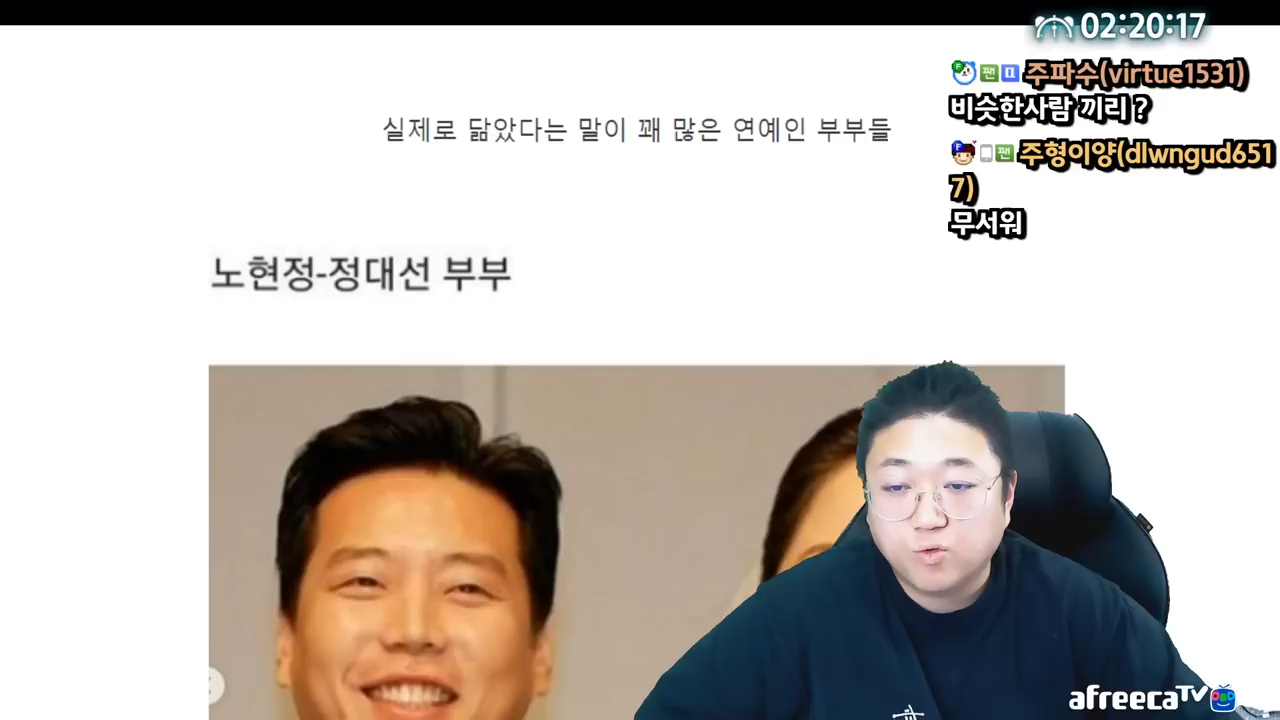 02:20:17
주파수(virtue1531)
비슷한사람 끼리?
주형이양(dlwngud651
7)
무서워
실제로 닮았다는 말이 꽤 많은 연예인 부부들
노현정-정대선 부부
afreecaTV